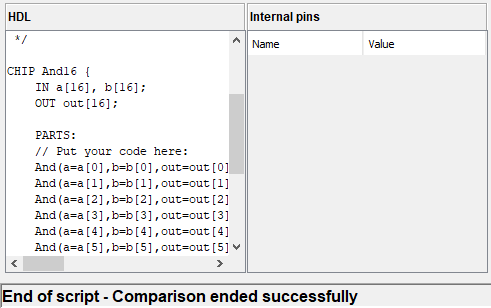 HDL
*/
CHIP And16 {
IN a[16], b[16];
OUT out[16];
PARTS:
// Put your code here:
And(a=a[0],b=b[0],out=out[0]
And(a=a[1],b=b[1],out=out[1]
And(a=a[2],b=b[2],out=out[2]
And(a=a[3],b=b[3],out=out[3]
And(a=a[4],b=b[4],out=out[4]
And(a=a[5],b=b[5],out=out[5]
Internal pins
Name Value
End of script - Comparison ended successfully